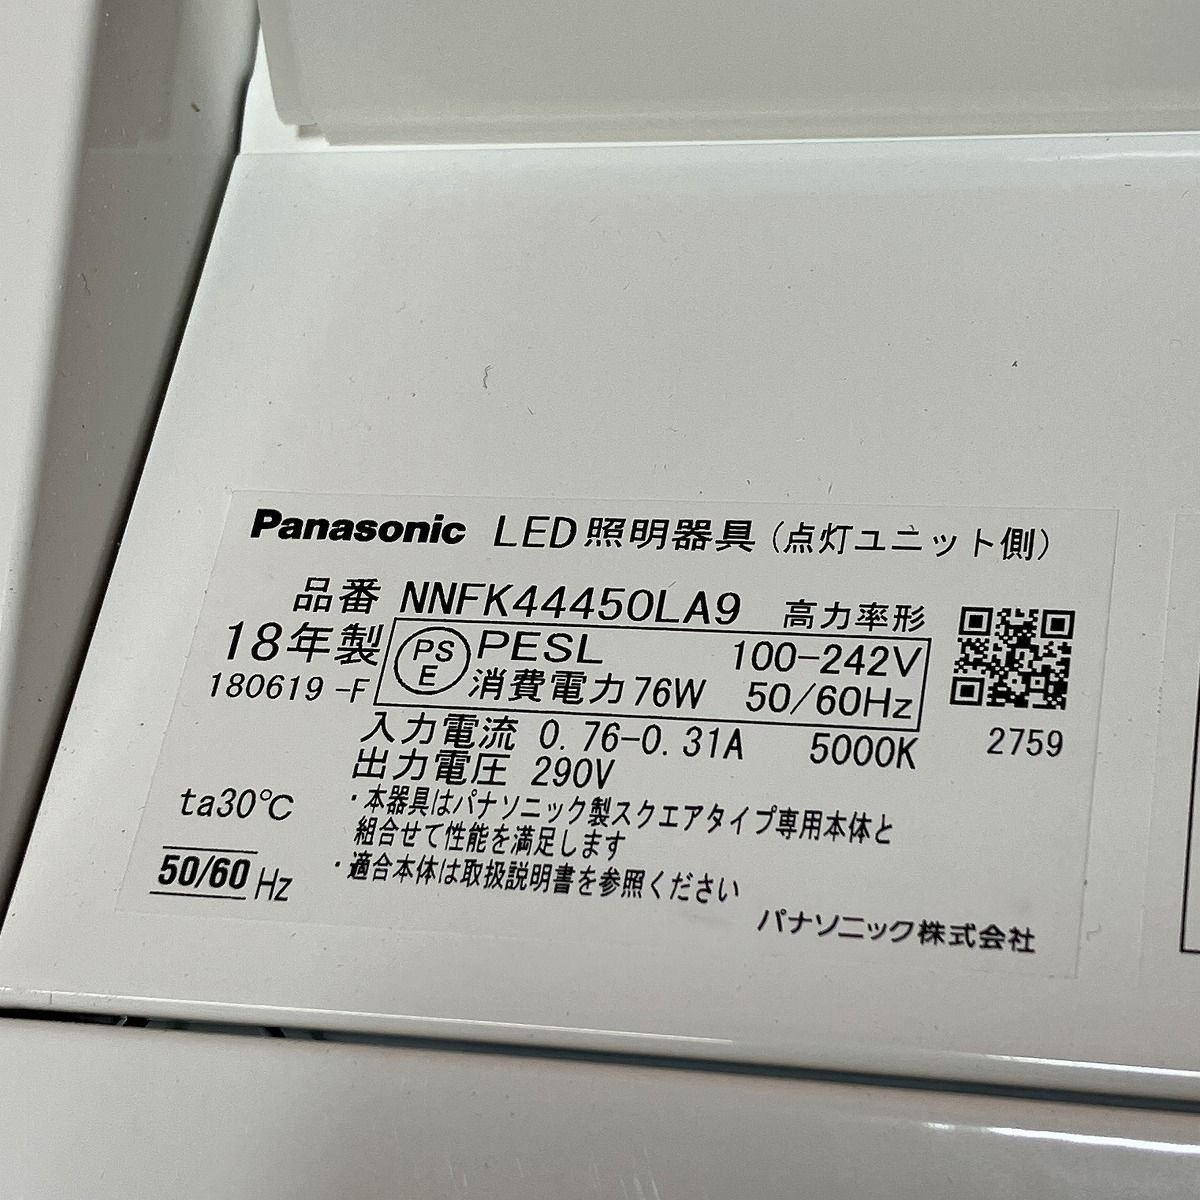 Panasonic LED照明器具(点灯ユニット側)
品番 NNFK44450LA9 高力率形
18年製 PSE PESL 100-242V
180619-F 消費電力76W 50/60Hz
入力電流 0.76-0.31A 5000K 2759
出力電圧 290V
ta30℃ ・本器具はパナソニック製スクエアタイプ専用本体と
組合せて性能を満足します
50/60 Hz ・適合本体は取扱説明書を参照ください
パナソニック株式会社